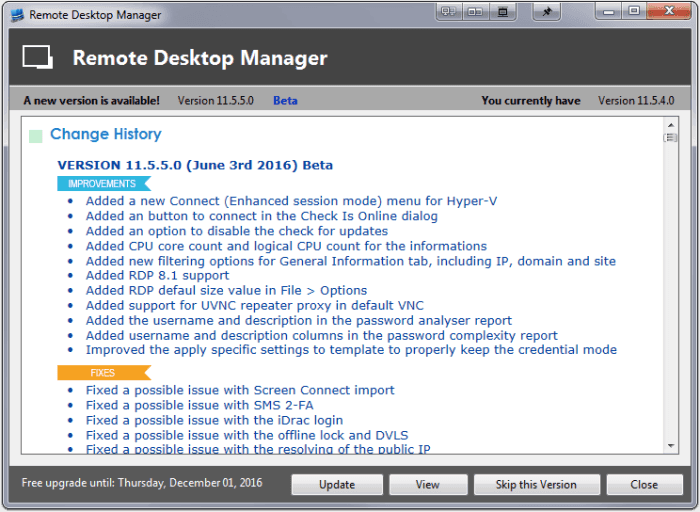 Remote Desktop Manager
Remote Desktop Manager
A new version is available! Version 11.5.5.0 Beta You currently have Version 11.5.4.0
Change History
VERSION 11.5.5.0 (June 3rd 2016) Beta
IMPROVEMENTS
• Added a new Connect (Enhanced session mode) menu for Hyper-V
• Added an button to connect in the Check Is Online dialog
• Added an option to disable the check for updates
• Added CPU core count and logical CPU count for the informations
• Added new filtering options for General Information tab, including IP, domain and site
• Added RDP 8.1 support
• Added RDP defaul size value in File > Options
• Added support for UVNC repeater proxy in default VNC
• Added the username and description in the password analyser report
• Added username and description columns in the password complexity report
• Improved the apply specific settings to template to properly keep the credential mode
FIXES
• Fixed a possible issue with Screen Connect import
• Fixed a possible issue with SMS 2-FA
• Fixed a possible issue with the iDrac login
• Fixed a possible issue with the offline lock and DVLS
• Fixed a possible issue with the resolving of the public IP
Free upgrade until: Thursday, December 01, 2016 Update View Skip this Version Close